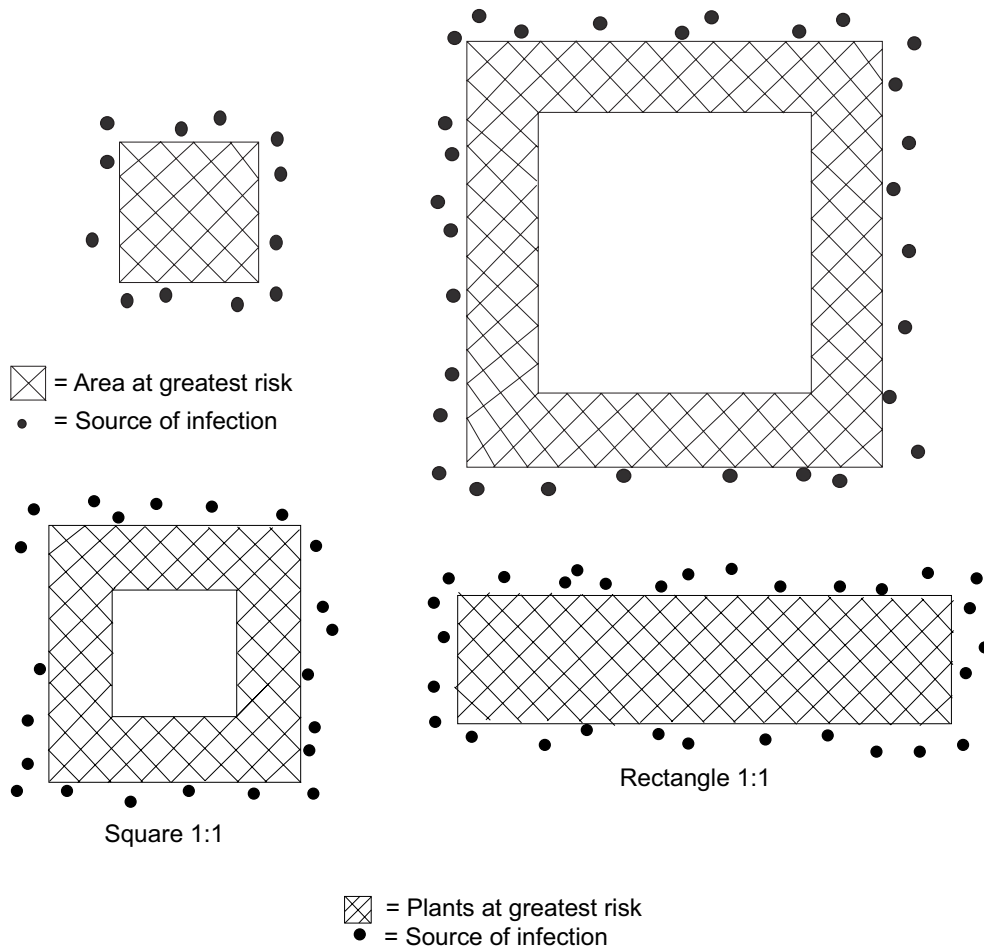 = Area at greatest risk
= Source of infection
Square 1:1
Rectangle 1:1
= Plants at greatest risk
= Source of infection